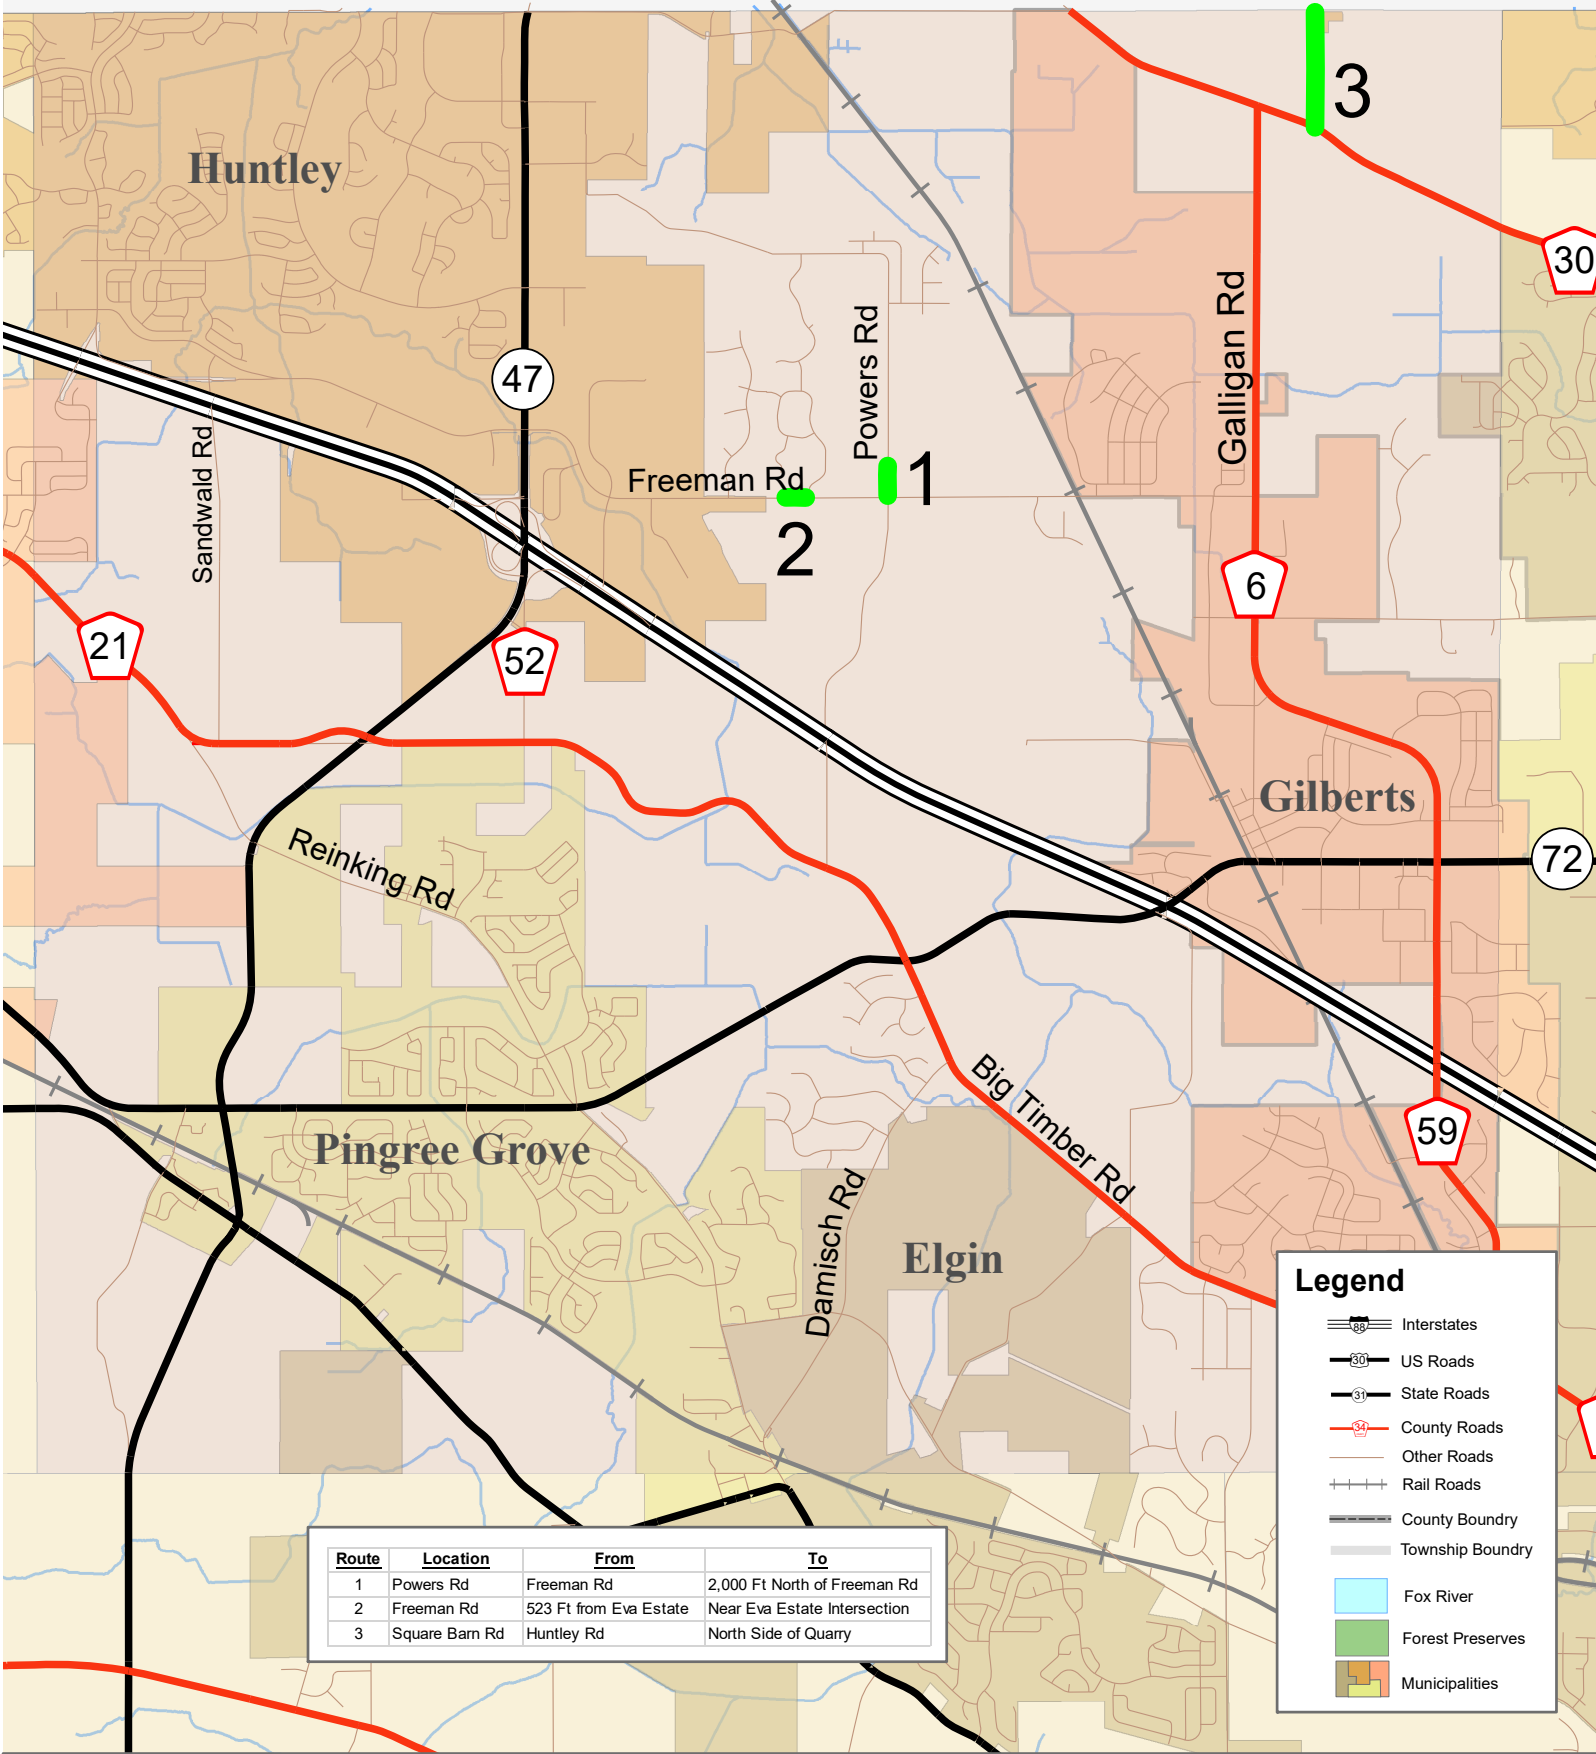 3
Huntley
30
Galligan Rd
47
Powers Rd
Sandwald Rd
Freeman Rd
1
2
6
21
52
Gilberts
Reinking Rd
72
Big Timber Rd
59
Pingree Grove
Damisch Rd
Elgin
Legend
88 Interstates
30 US Roads
31 State Roads
34 County Roads
Other Roads
Rail Roads
County Boundry
Township Boundry
Fox River
Forest Preserves
Municipalities
Route Location From To
1 Powers Rd Freeman Rd 2,000 Ft North of Freeman Rd
2 Freeman Rd 523 Ft from Eva Estate Near Eva Estate Intersection
3 Square Barn Rd Huntley Rd North Side of Quarry